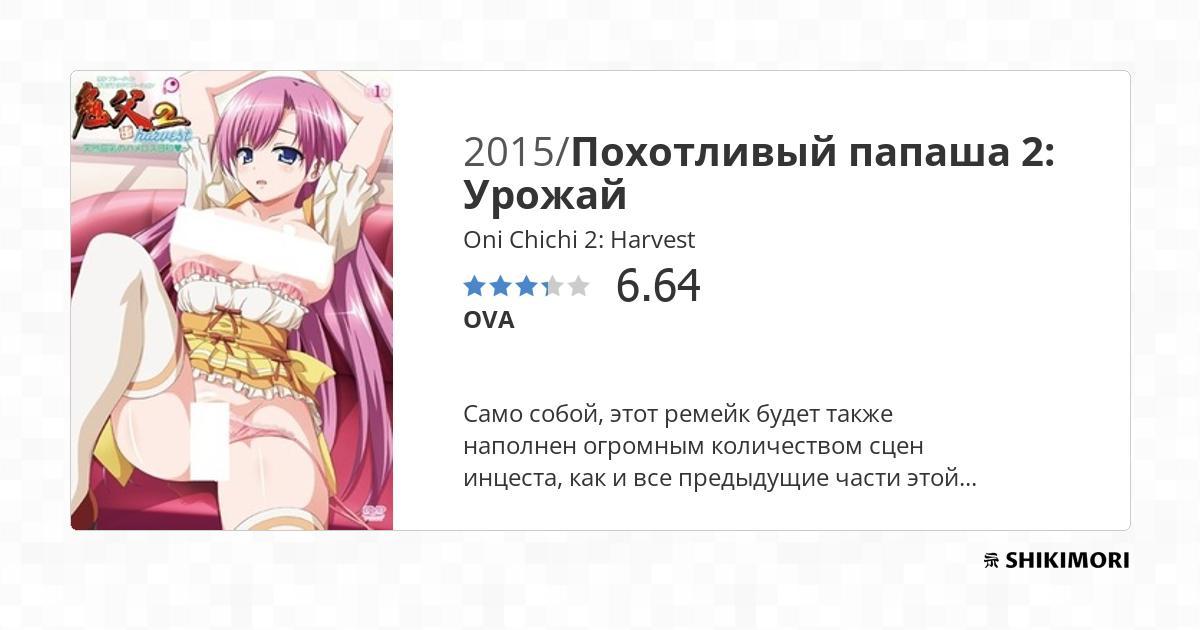 鬼父2
harvest
2015/Похотливый папаша 2:
Урожай
Oni Chichi 2: Harvest
6.64
OVA
Само собой, этот ремейк будет также
наполнен огромным количеством сцен
инцеста, как и все предыдущие части этой...
SHIKIMORI